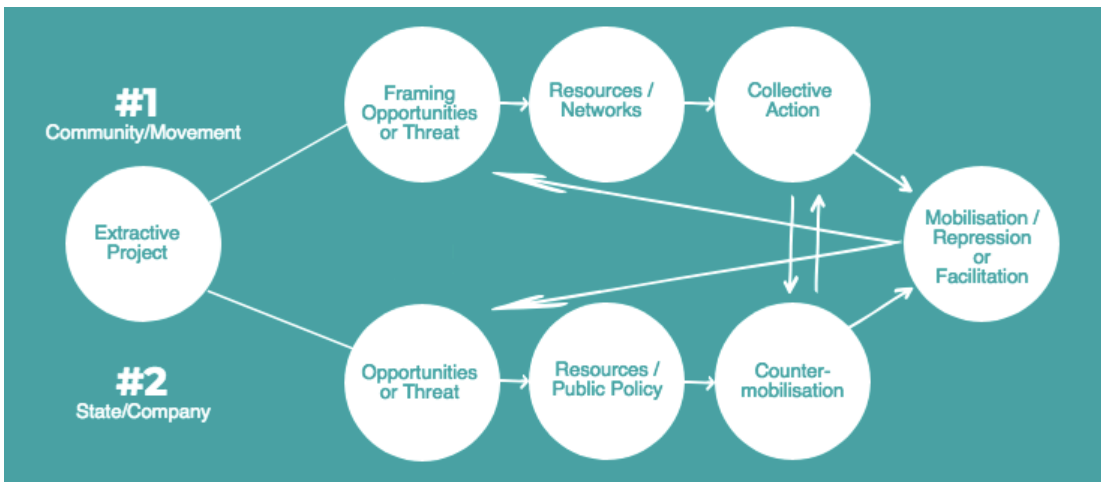 #1
Community/Movement
Extractive
Project
#2
State/Company
Framing
Opportunities
or Threat
Resources /
Networks
Collective
Action
Opportunities
or Threat
Resources /
Public Policy
Counter-
mobilisation
Mobilisation /
Repression
or
Facilitation